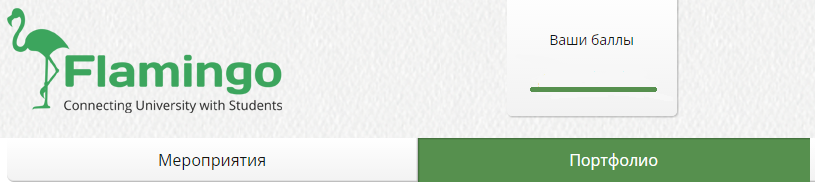 Ваши баллы
Flamingo
Connecting University with Students
Мероприятия
Портфолио